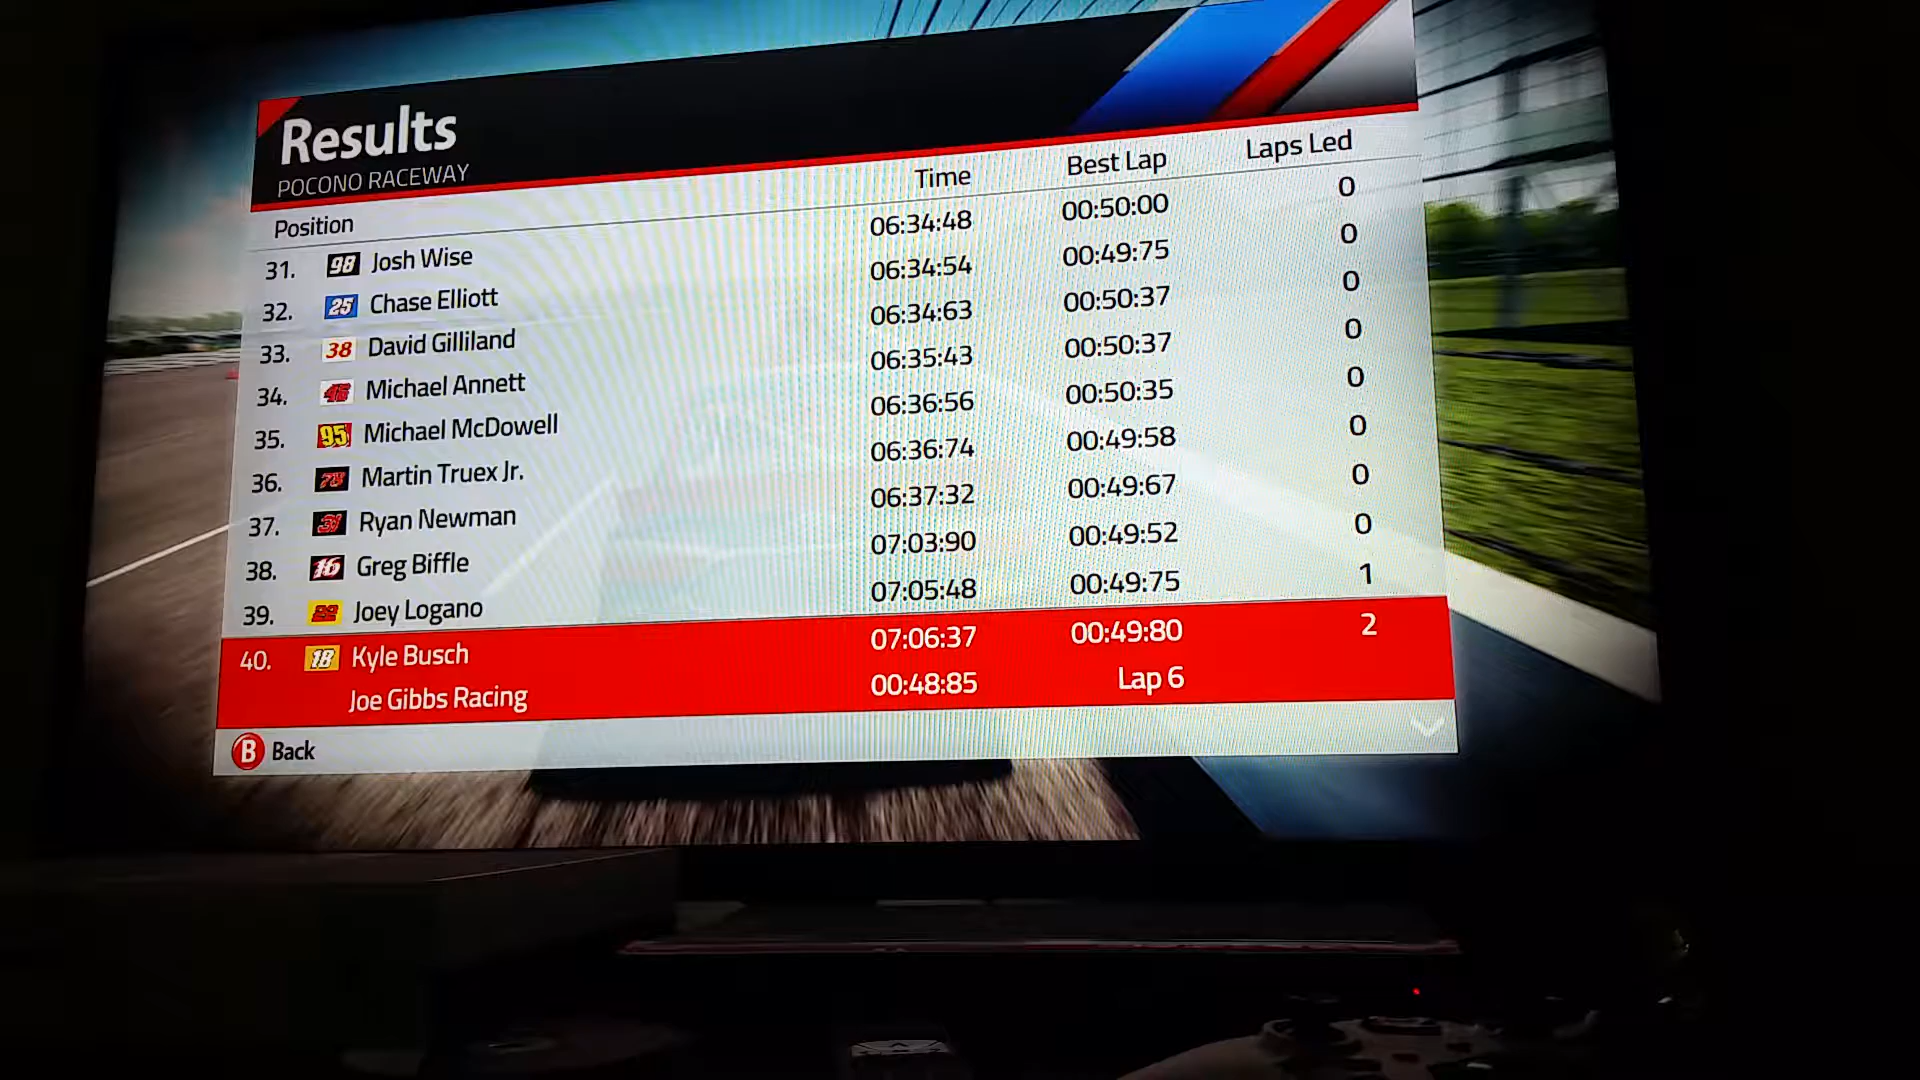 Results
POCONO RACEWAY
Position Time Best Lap Laps Led
31. 98 Josh Wise 06:34:48 00:50:00 0
32. 25 Chase Elliott 06:34:54 00:49:75 0
33. 38 David Gilliland 06:34:63 00:50:37 0
34. 46 Michael Annett 06:35:43 00:50:37 0
35. 95 Michael McDowell 06:36:56 00:50:35 0
36. 78 Martin Truex Jr. 06:36:74 00:49:58 0
37. 31 Ryan Newman 06:37:32 00:49:67 0
38. 16 Greg Biffle 07:03:90 00:49:52 0
39. 22 Joey Logano 07:05:48 00:49:75 1
40. 18 Kyle Busch 07:06:37 00:49:80 2
Joe Gibbs Racing 00:48:85 Lap 6
B Back